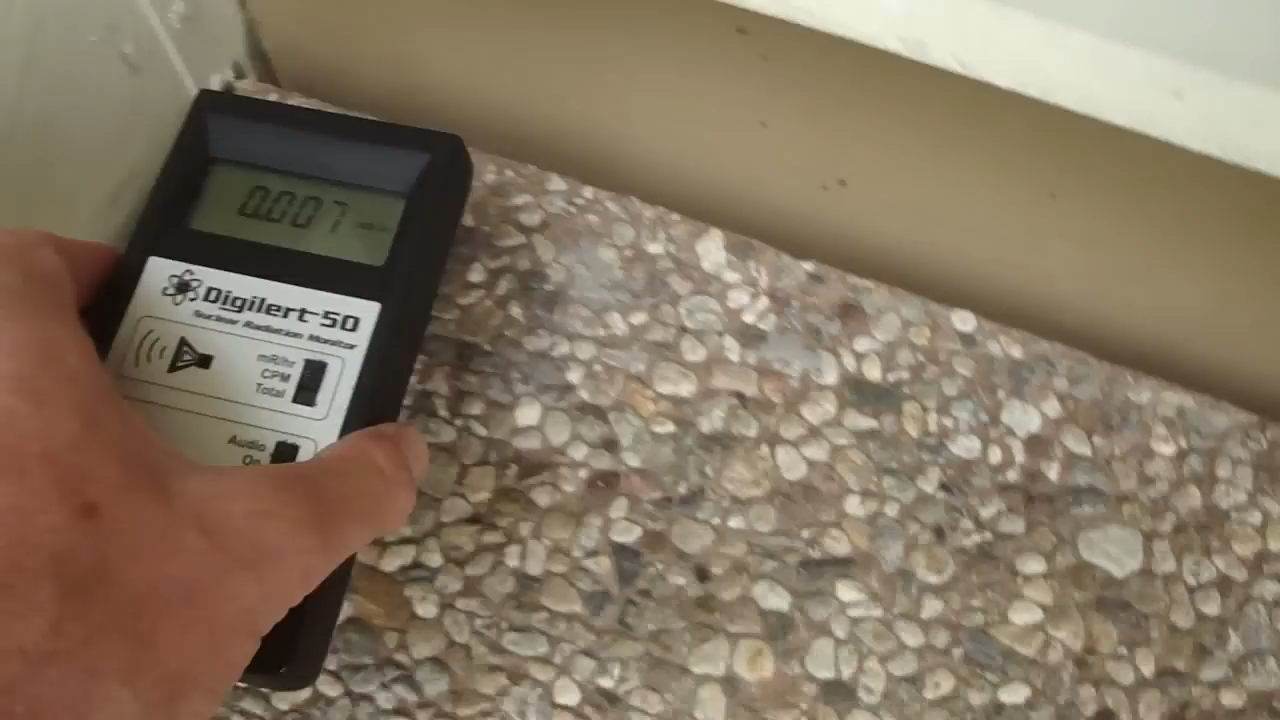 0.007
Digilert 50
Nuclear Radiation Monitor
mR/hr
CPM
Total
Audio
On